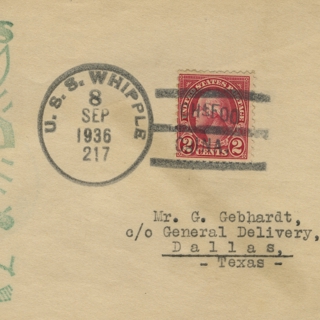 U. S. S. WHIPPLE
8
SEP
1936
217
UNITED STATES POSTAGE
2 CENTS 2
Mr. G. Gebhardt,
c/o General Delivery,
Dallas,
- Texas -